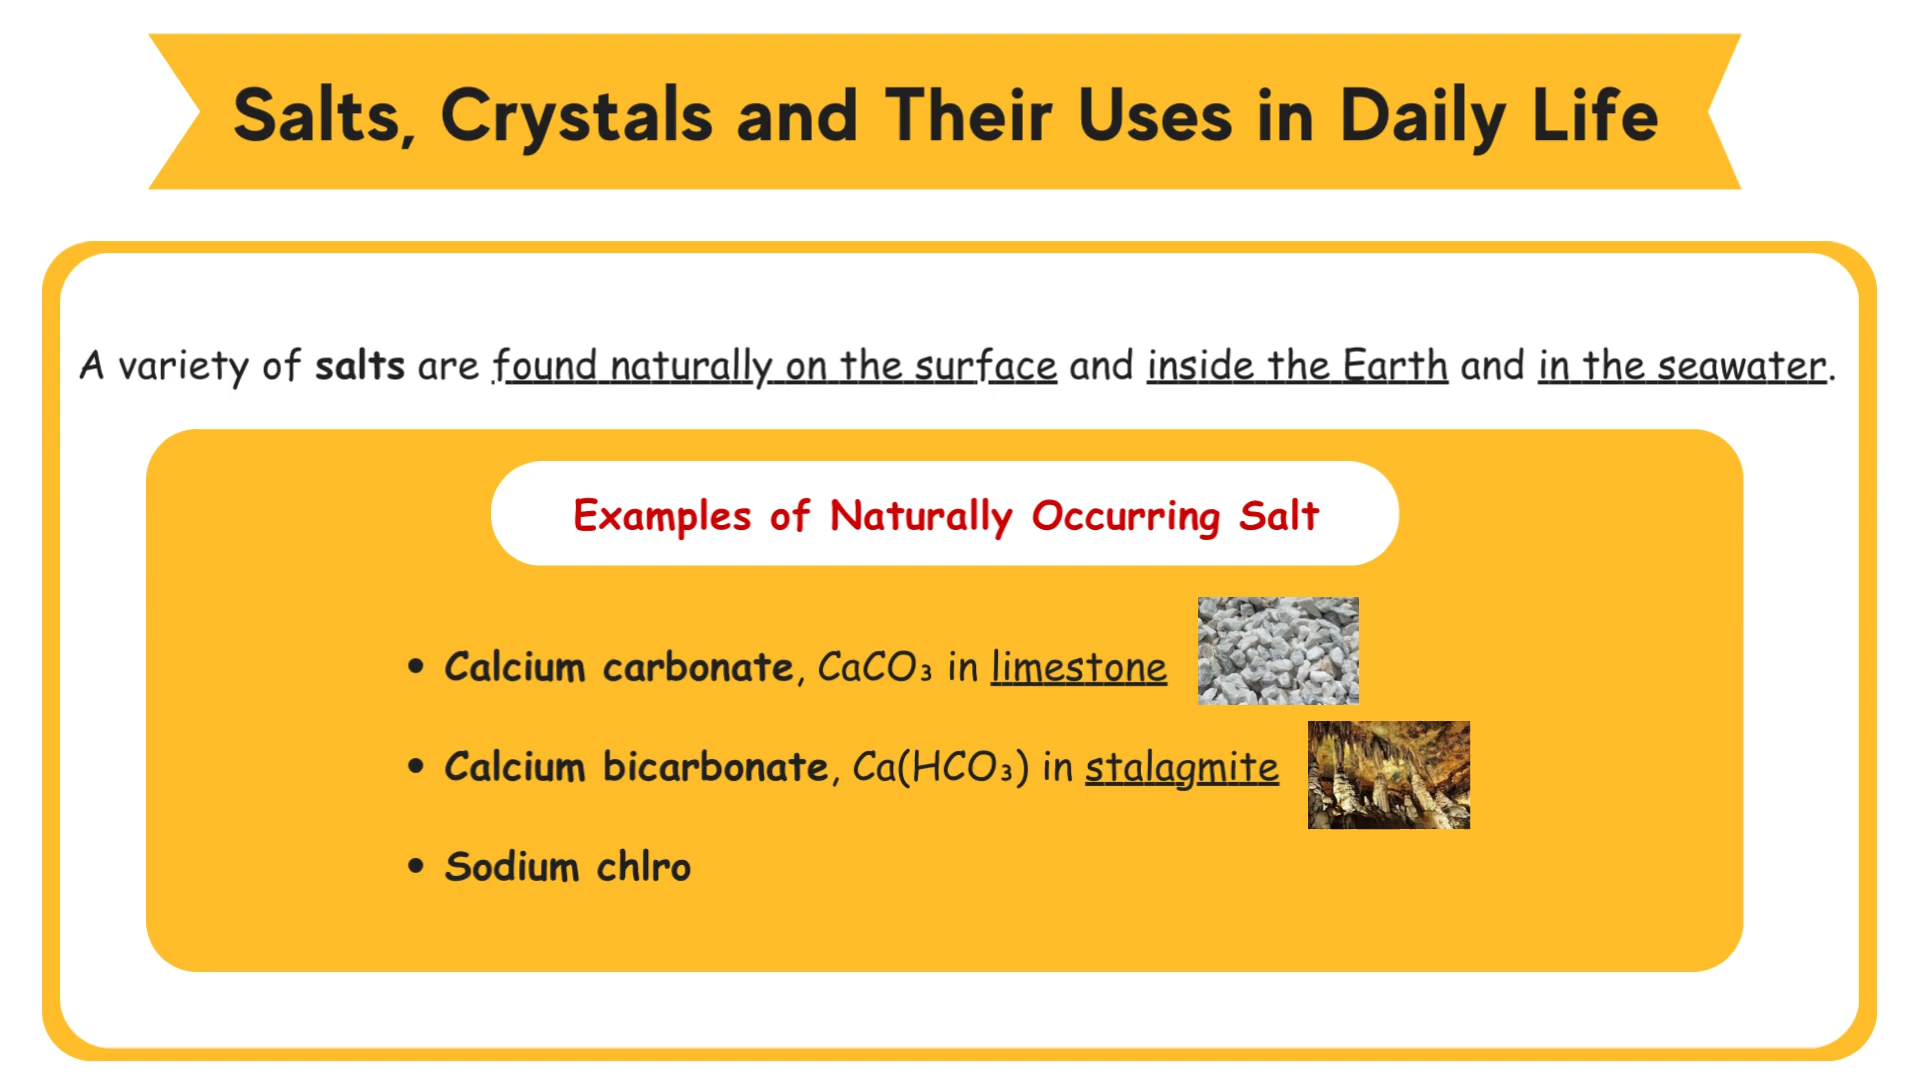 Salts, Crystals and Their Uses in Daily Life
A variety of salts are found naturally on the surface and inside the Earth and in the seawater.
Examples of Naturally Occurring Salt
• Calcium carbonate, CaCO₃ in limestone
• Calcium bicarbonate, Ca(HCO₃) in stalagmite
• Sodium chlro